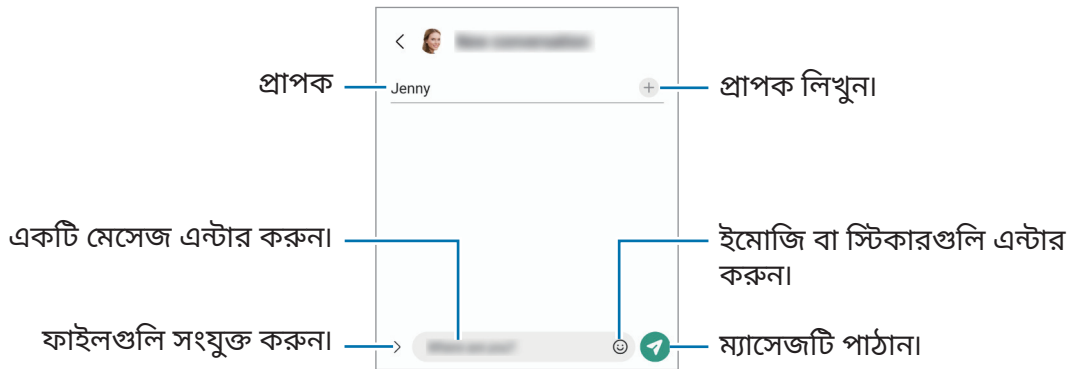 প্রাপক
Jenny
প্রাপক লিখুন।
একটি মেসেজ এন্টার করুন।
ইমোজি বা স্টিকারগুলি এন্টার
করুন।
ফাইলগুলি সংযুক্ত করুন।
ম্যাসেজটি পাঠান।